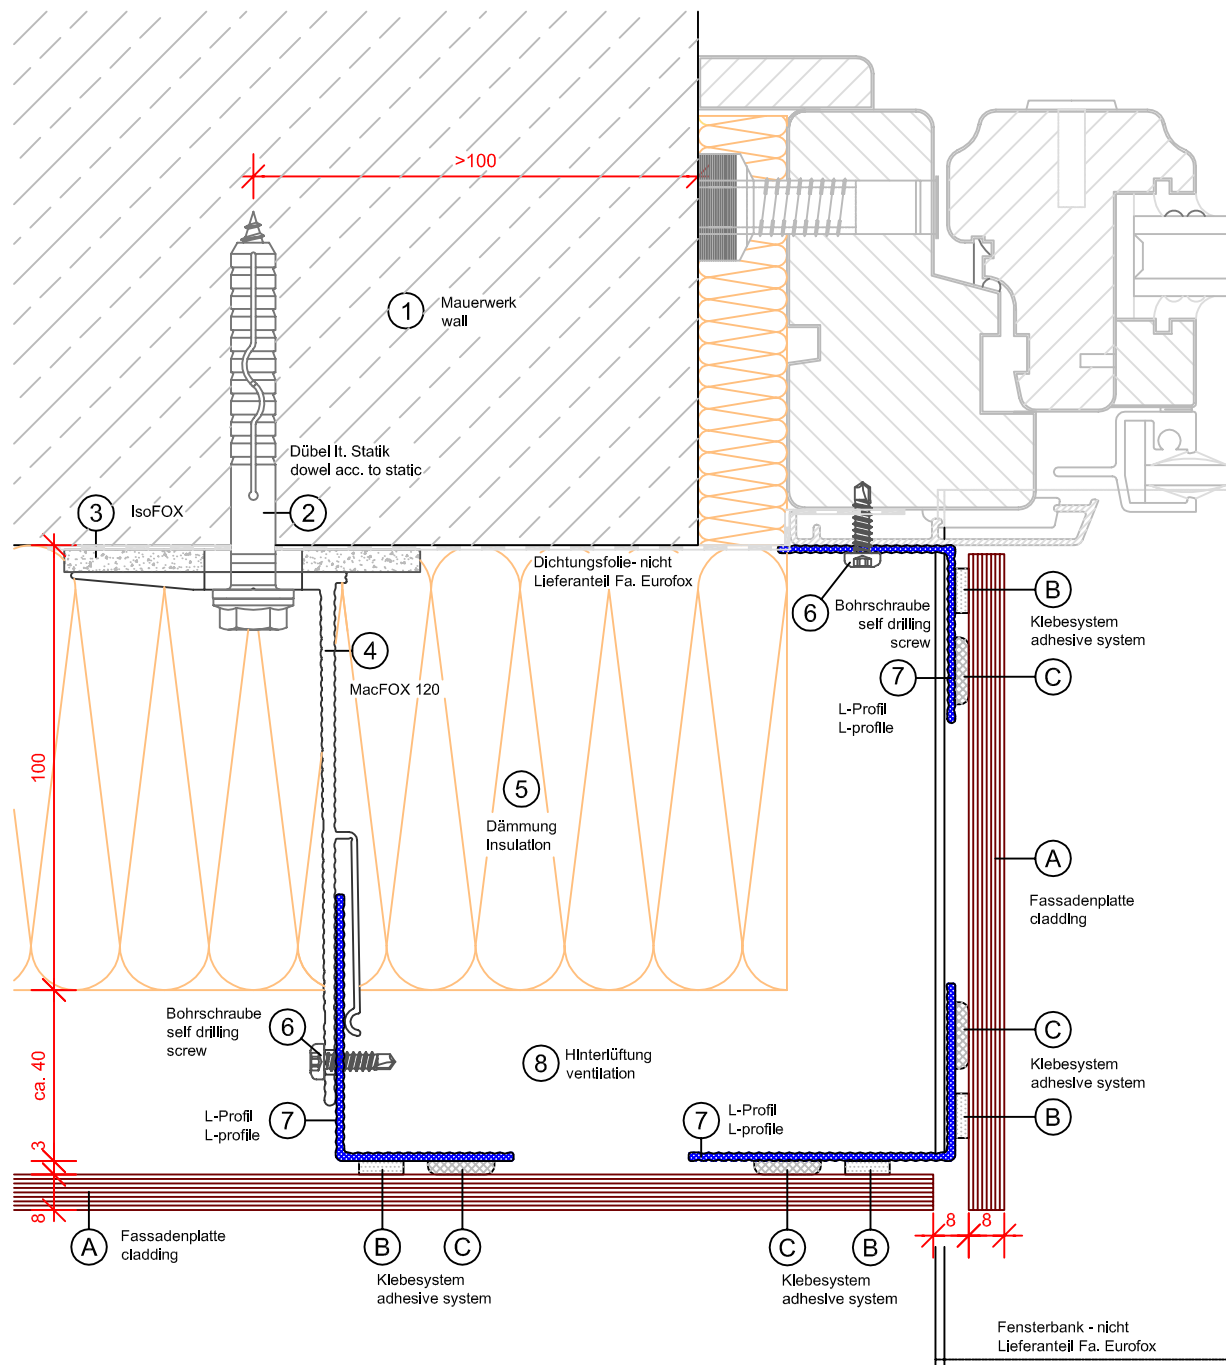 >100
1
Mauerwerk
wall
Dübel lt. Statik
dowel acc. to static
3
IsoFOX
2
Dichtungsfolie- nicht
Lieferanteil Fa. Eurofox
6
Bohrschraube
self drilling
screw
B
Klebesystem
adhesive system
7
C
L-Profil
L-profile
4
MacFOX 120
100
5
Dämmung
Insulation
A
Fassadenplatte
cladding
Bohrschraube
self drilling
screw
6
8
Hinterlüftung
ventilation
C
Klebesystem
adhesive system
B
ca. 40
L-Profil
L-profile
7
7
L-Profil
L-profile
3
8
A
Fassadenplatte
cladding
B
C
Klebesystem
adhesive system
C
B
Klebesystem
adhesive system
8
8
Fensterbank - nicht
Lieferanteil Fa. Eurofox